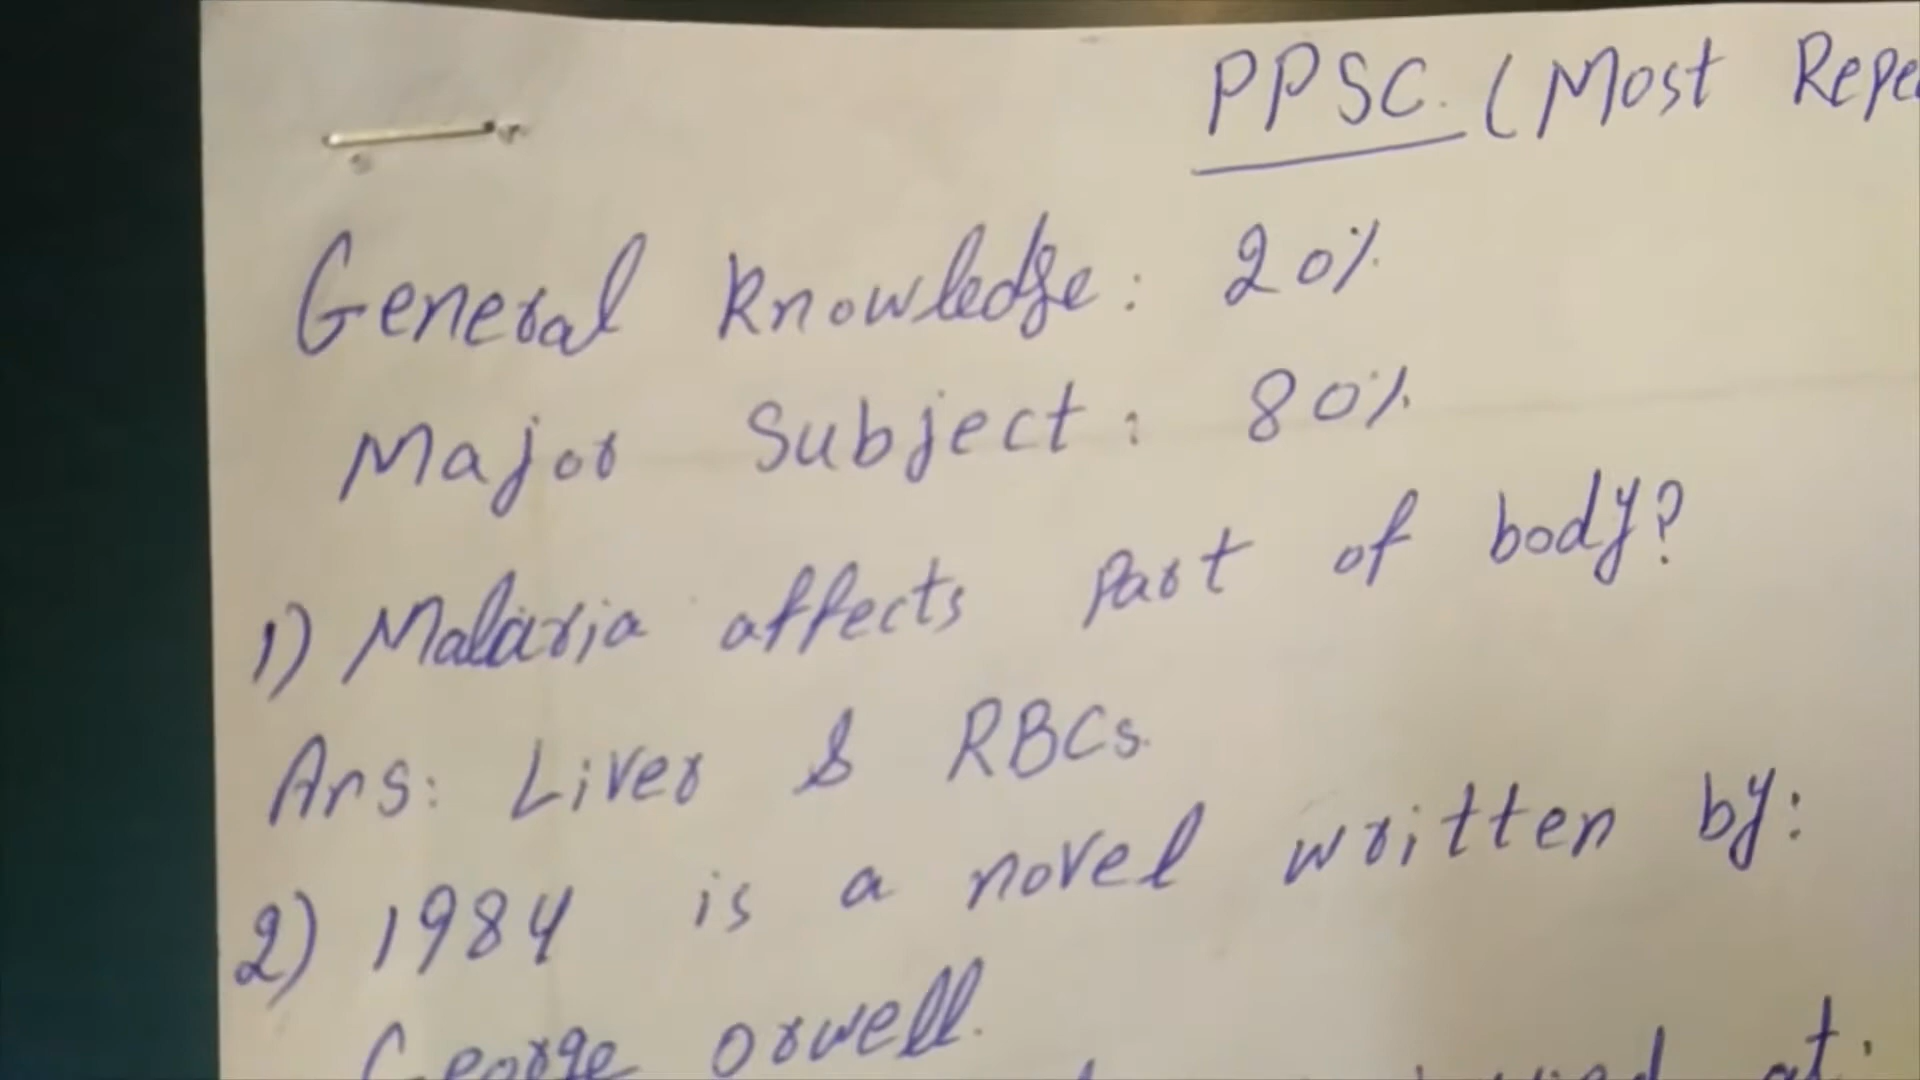 PPSC. (Most
General Knowledge: 20%
Major Subject: 80%
1) Malaria affects Part of body?
Ans: Liver & RBCs.
2) 1984 is a novel written by:
George orwell.
at: